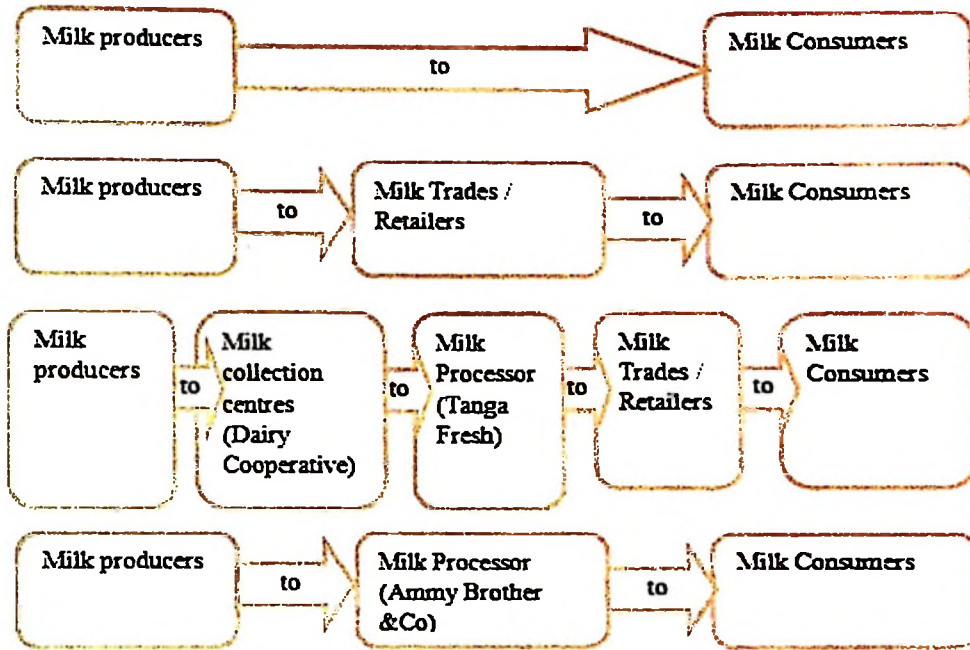 Milk producers
to
Milk Consumers
Milk producers
to
Milk Trades /
Retailers
to
Milk Consumers
Milk
producers
to
Milk
collection
centres
(Dairy
Cooperative)
to
Milk
Processor
(Tanga
Fresh)
to
Milk
Trades /
Retailers
to
Milk
Consumers
Milk producers
to
Milk Processor
(Ammy Brother
&Co)
to
Milk Consumers